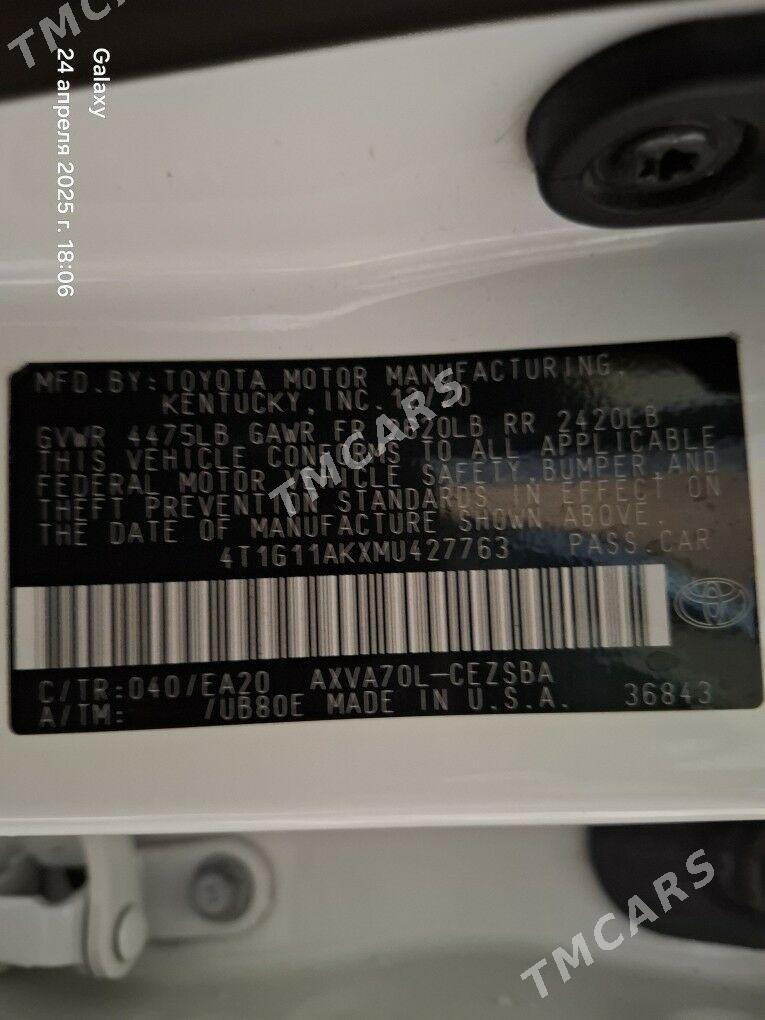 TMCARS
Galaxy
24 апреля 2025 г. 18:06
MFD.BY:TOYOTA MOTOR MANUFACTURING,
KENTUCKY,INC.
GVWR 4475LB GAWR FR RR 2420LB
THIS VEHICLE CONFORMS TO ALL APPLICABLE
FEDERAL MOTOR VEHICLE SAFETY,BUMPER AND
THEFT PREVENTION STANDARDS IN EFFECT ON
THE DATE OF MANUFACTURE SHOWN ABOVE.
4T1G11AKXMU427763 PASS.CAR
C/TR:040/EA20 AXVA70L-CEZSBA
A/TM: /UB80E MADE IN U.S.A. 36843
TMCARS
TMCARS